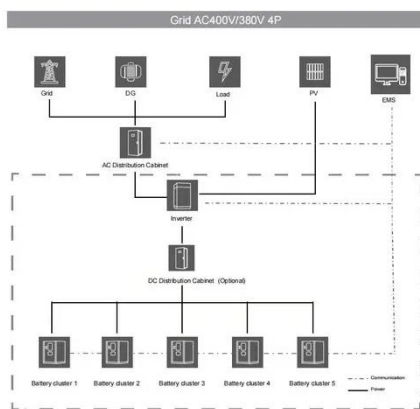 Grid AC400V/380V 4P
Grid
DG
Load
PV
EMS
AC Distribution Cabinet
Inverter
DC Distribution Cabinet (Optional)
Battery cluster 1
Battery cluster 2
Battery cluster 3
Battery cluster 4
Battery cluster 5
Communication
Power